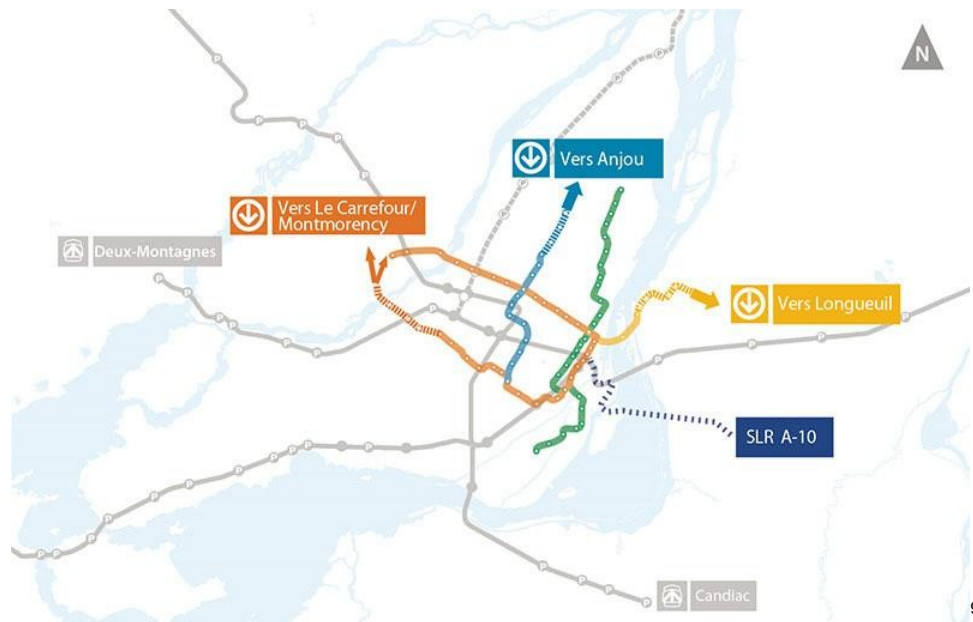 N
Vers Anjou
Vers Le Carrefour/
Montmorency
Deux-Montagnes
Vers Longueuil
SLR A-10
Candiac